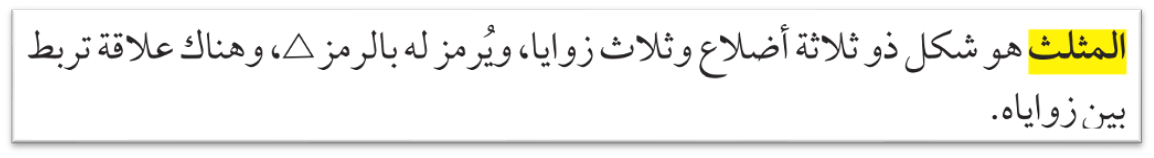 المثلث هو شكل ذو ثلاثة أضلاع وثلاث زوايا، ويُرمز له بالرمز △، وهناك علاقة تربط
بين زواياه.